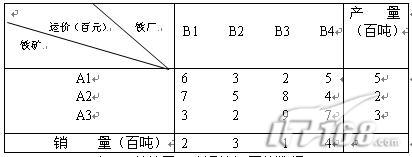 运价（百元） 铁厂 B1 B2 B3 B4 产 量（百吨）
铁矿
A1 6 3 2 5 5
A2 7 5 8 4 2
A3 3 2 9 7 3
销 量（百吨） 2 3 1 4